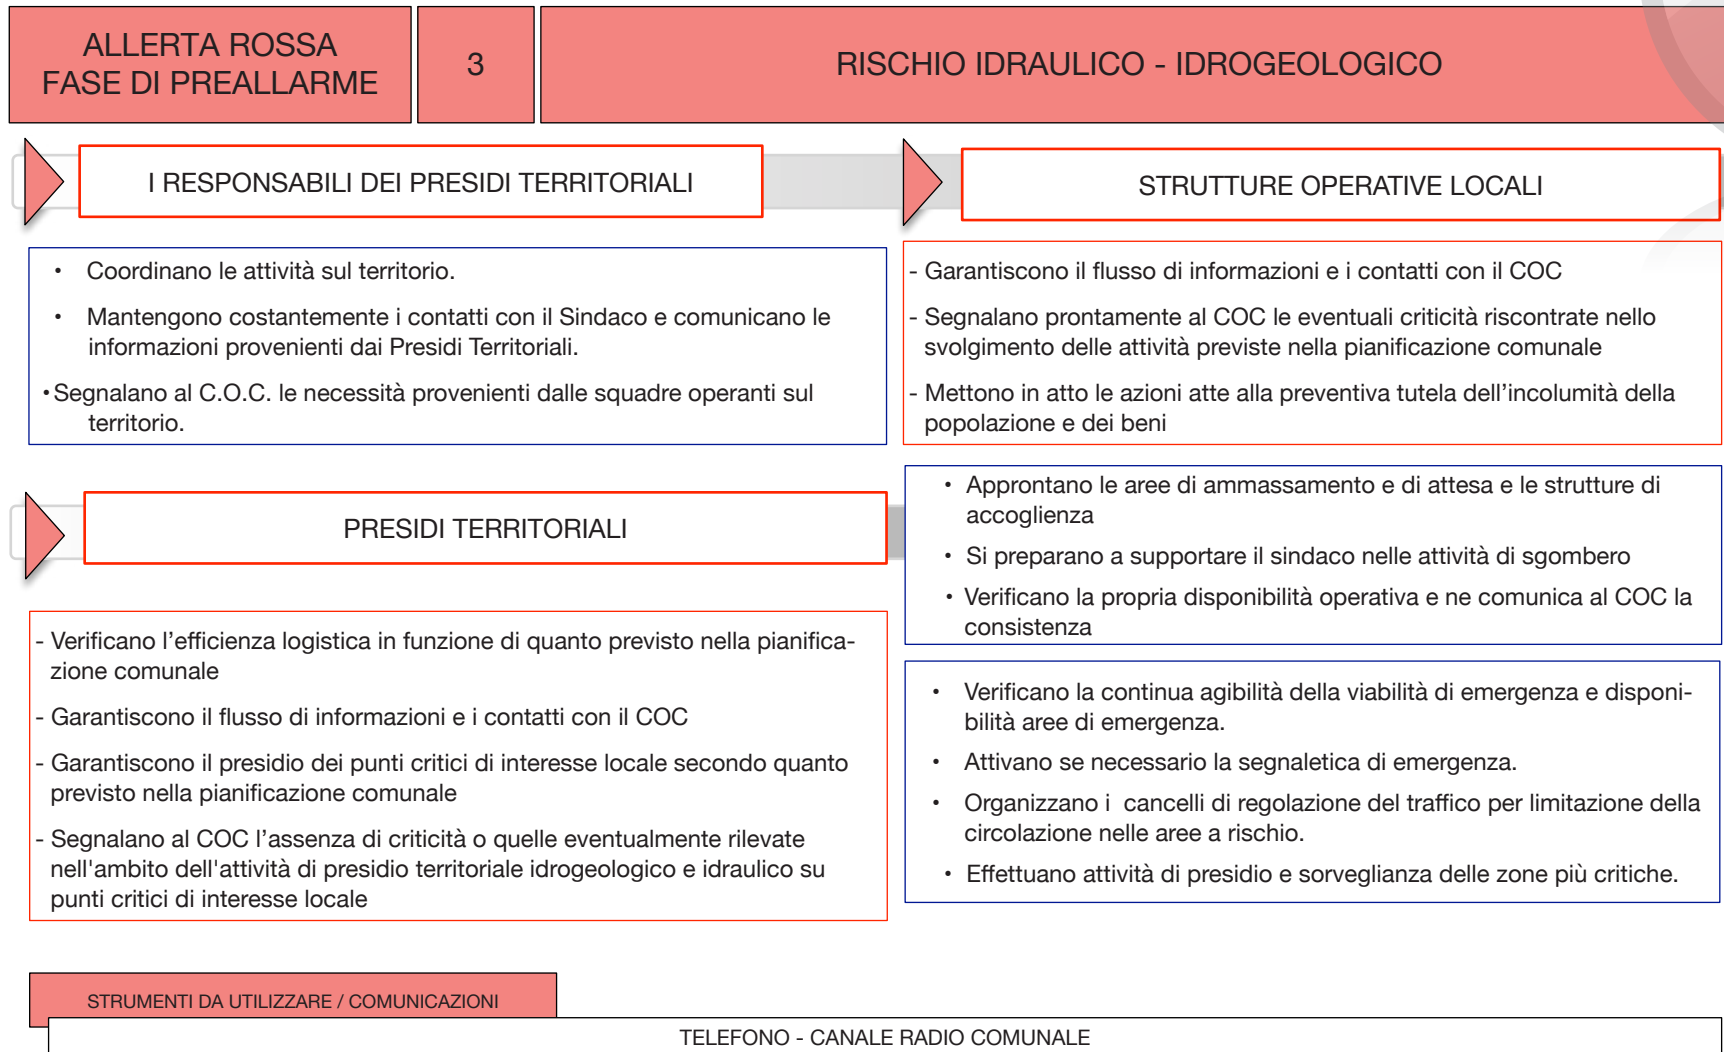 ALLERTA ROSSA
FASE DI PREALLARME
3
RISCHIO IDRAULICO - IDROGEOLOGICO
I RESPONSABILI DEI PRESIDI TERRITORIALI
• Coordinano le attività sul territorio.
• Mantengono costantemente i contatti con il Sindaco e comunicano le
informazioni provenienti dai Presidi Territoriali.
• Segnalano al C.O.C. le necessità provenienti dalle squadre operanti sul
territorio.
PRESIDI TERRITORIALI
- Verificano l’efficienza logistica in funzione di quanto previsto nella pianifica-
zione comunale
- Garantiscono il flusso di informazioni e i contatti con il COC
- Garantiscono il presidio dei punti critici di interesse locale secondo quanto
previsto nella pianificazione comunale
- Segnalano al COC l’assenza di criticità o quelle eventualmente rilevate
nell'ambito dell'attività di presidio territoriale idrogeologico e idraulico su
punti critici di interesse locale
STRUTTURE OPERATIVE LOCALI
- Garantiscono il flusso di informazioni e i contatti con il COC
- Segnalano prontamente al COC le eventuali criticità riscontrate nello
svolgimento delle attività previste nella pianificazione comunale
- Mettono in atto le azioni atte alla preventiva tutela dell’incolumità della
popolazione e dei beni
• Approntano le aree di ammassamento e di attesa e le strutture di
accoglienza
• Si preparano a supportare il sindaco nelle attività di sgombero
• Verificano la propria disponibilità operativa e ne comunica al COC la
consistenza
• Verificano la continua agibilità della viabilità di emergenza e disponi-
bilità aree di emergenza.
• Attivano se necessario la segnaletica di emergenza.
• Organizzano i cancelli di regolazione del traffico per limitazione della
circolazione nelle aree a rischio.
• Effettuano attività di presidio e sorveglianza delle zone più critiche.
STRUMENTI DA UTILIZZARE / COMUNICAZIONI
TELEFONO - CANALE RADIO COMUNALE